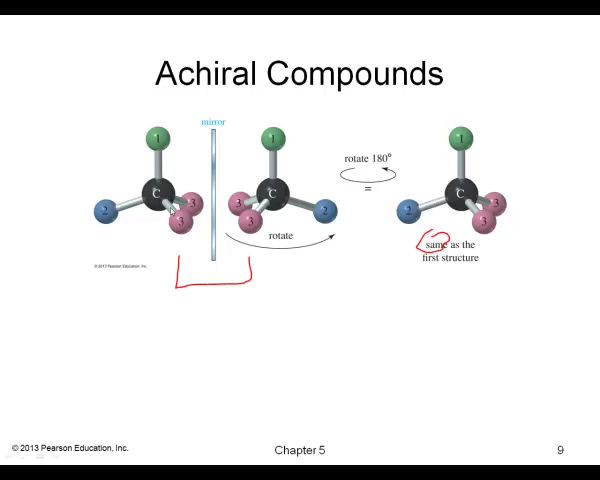 Achiral Compounds
mirror
1
1
1
rotate 180°
C
C
C
=
2
3
3
3
3
2
2
3
3
rotate
same as the
first structure
© 2013 Pearson Education, Inc.
© 2013 Pearson Education, Inc.
Chapter 5
9